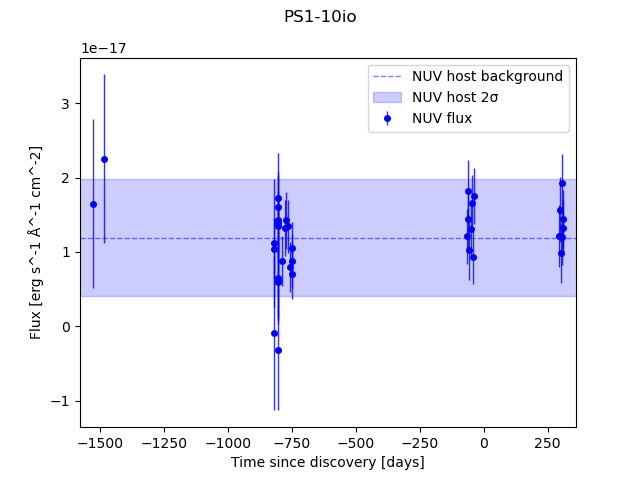 PS1-10io
1e−17
NUV host background
NUV host 2σ
NUV flux
3
2
1
0
−1
Flux [erg s^-1 Å^-1 cm^-2]
−1500 −1250 −1000 −750 −500 −250 0 250
Time since discovery [days]